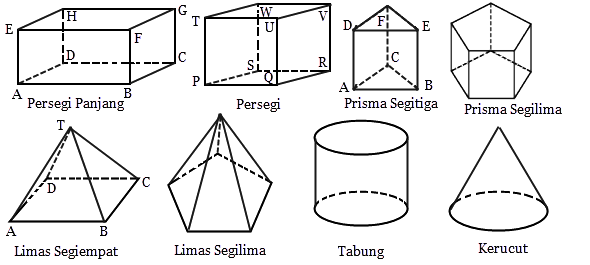 H G
E F
D C
A B
Persegi Panjang
W V
T U
S R
P Q
Persegi
D F E
C
A B
Prisma Segitiga
Prisma Segilima
T
D C
A B
Limas Segiempat
Limas Segilima
Tabung
Kerucut